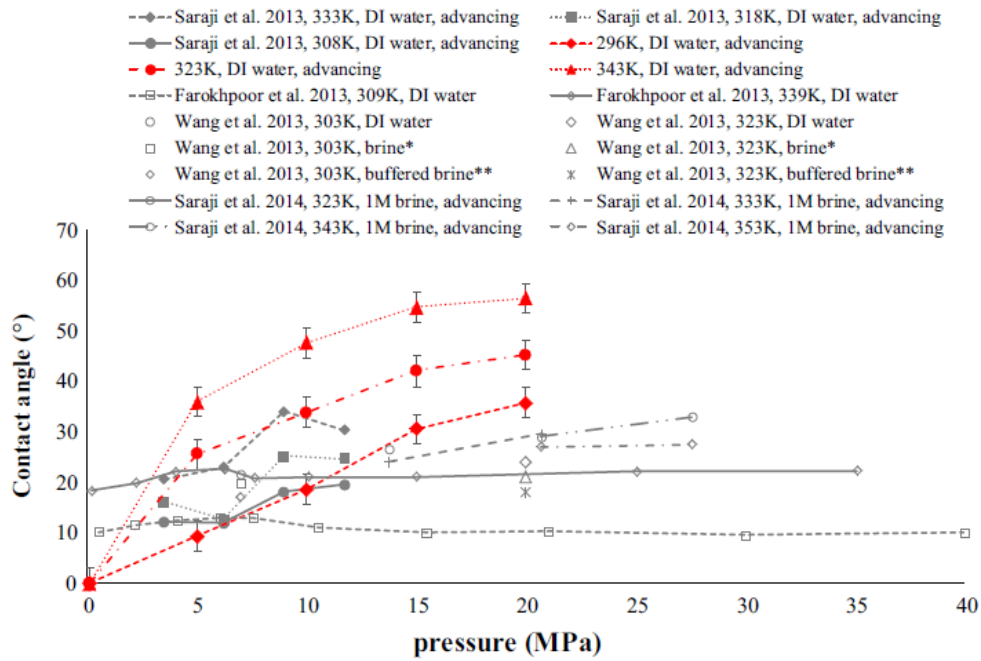 Saraji et al. 2013, 333K, DI water, advancing
Saraji et al. 2013, 318K, DI water, advancing
Saraji et al. 2013, 308K, DI water, advancing
296K, DI water, advancing
323K, DI water, advancing
343K, DI water, advancing
Farokhpoor et al. 2013, 309K, DI water
Farokhpoor et al. 2013, 339K, DI water
Wang et al. 2013, 303K, DI water
Wang et al. 2013, 323K, DI water
Wang et al. 2013, 303K, brine*
Wang et al. 2013, 323K, brine*
Wang et al. 2013, 303K, buffered brine**
Wang et al. 2013, 323K, buffered brine**
Saraji et al. 2014, 323K, 1M brine, advancing
Saraji et al. 2014, 333K, 1M brine, advancing
Saraji et al. 2014, 343K, 1M brine, advancing
Saraji et al. 2014, 353K, 1M brine, advancing
Contact angle (°)
70
60
50
40
30
20
10
0
0 5 10 15 20 25 30 35 40
pressure (MPa)